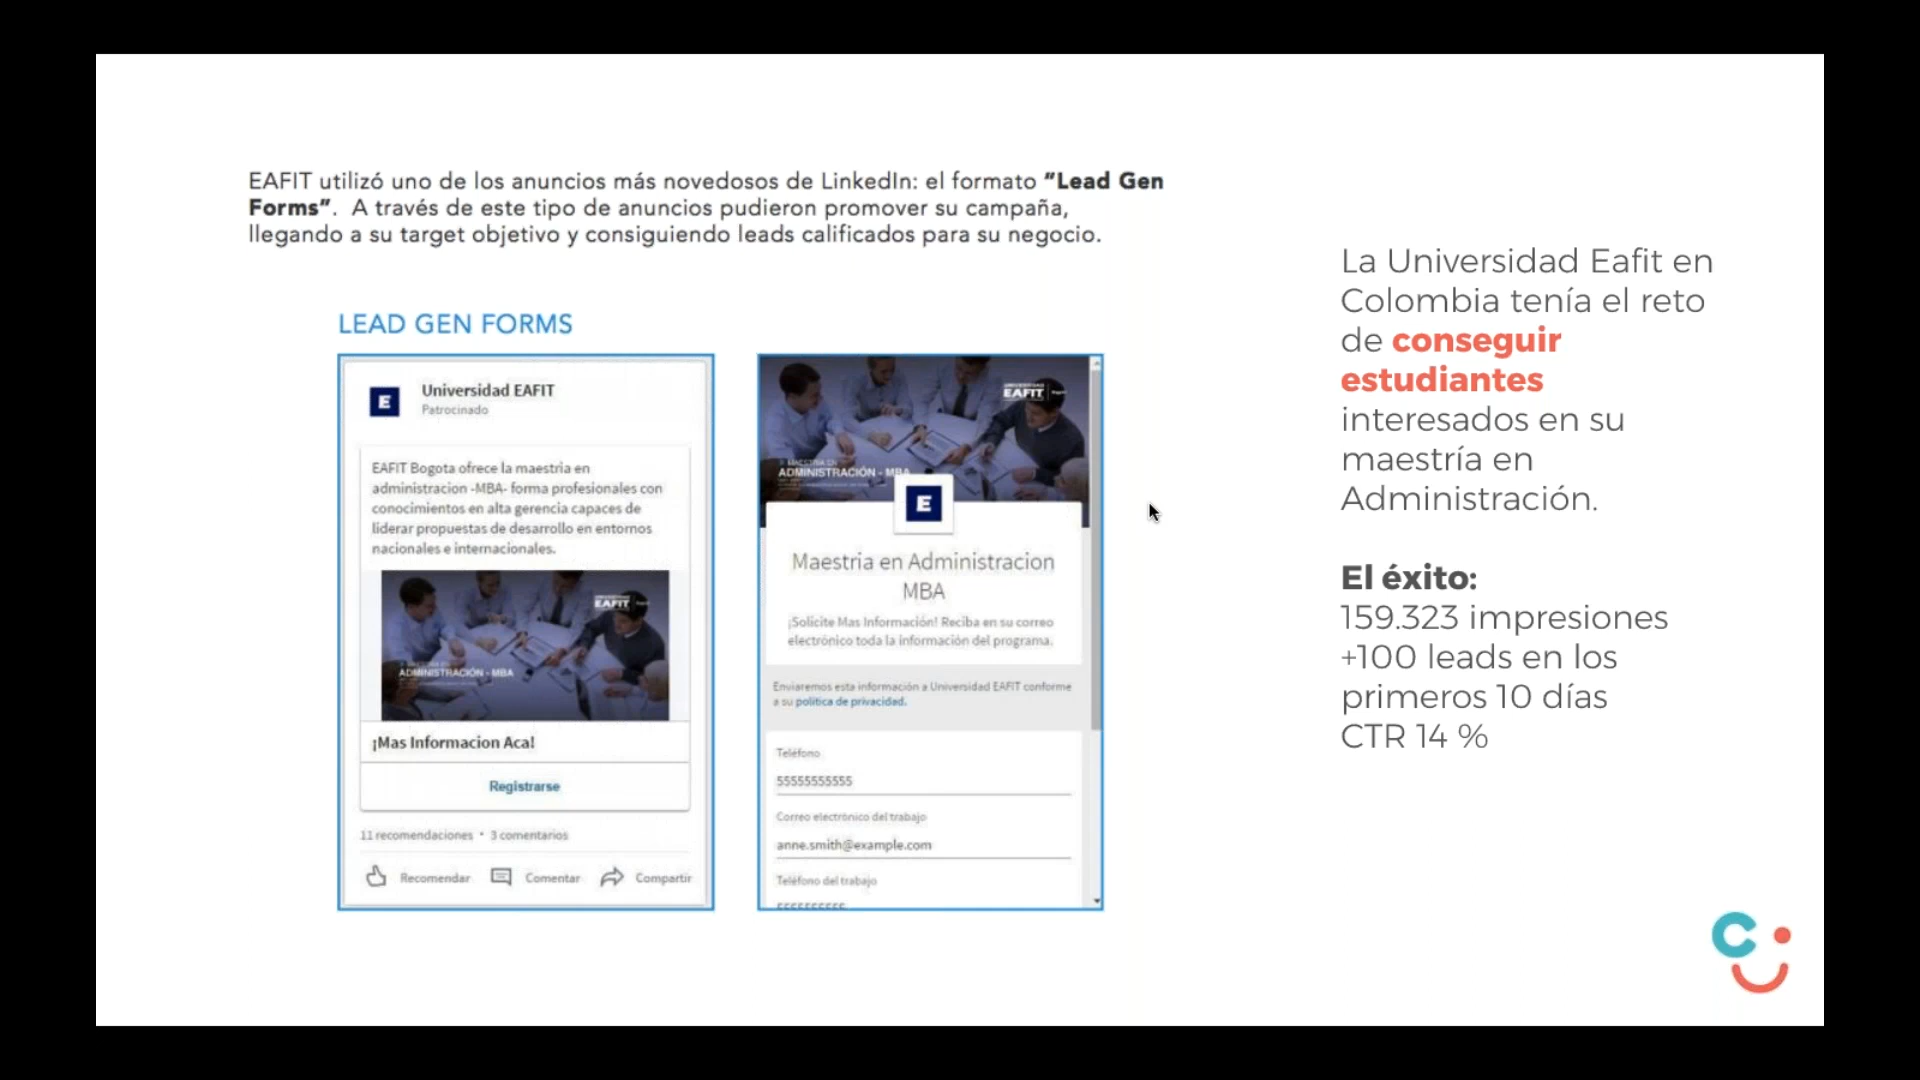 EAFIT utilizó uno de los anuncios más novedosos de LinkedIn: el formato “Lead Gen
Forms”. A través de este tipo de anuncios pudieron promover su campaña,
llegando a su target objetivo y consiguiendo leads calificados para su negocio.
LEAD GEN FORMS
E
Universidad EAFIT
Patrocinado
EAFIT Bogota ofrece la maestria en
administracion -MBA- forma profesionales con
conocimientos en alta gerencia capaces de
liderar propuestas de desarrollo en entornos
nacionales e internacionales.
EAFIT
ADMINISTRACIÓN - MBA
¡Mas Informacion Aca!
Registrarse
11 recomendaciones • 3 comentarios
Recomendar
Comentar
Compartir
UNIVERSIDAD
EAFIT
MAESTRÍA EN
ADMINISTRACIÓN - MBA
E
Maestria en Administracion
MBA
¡Solicite Mas Información! Reciba en su correo
electrónico toda la información del programa.
Enviaremos esta información a Universidad EAFIT conforme
a su política de privacidad.
Teléfono
55555555555
Correo electrónico del trabajo
anne.smith@example.com
Teléfono del trabajo
La Universidad Eafit en
Colombia tenía el reto
de conseguir
estudiantes
interesados en su
maestría en
Administración.
El éxito:
159.323 impresiones
+100 leads en los
primeros 10 días
CTR 14 %